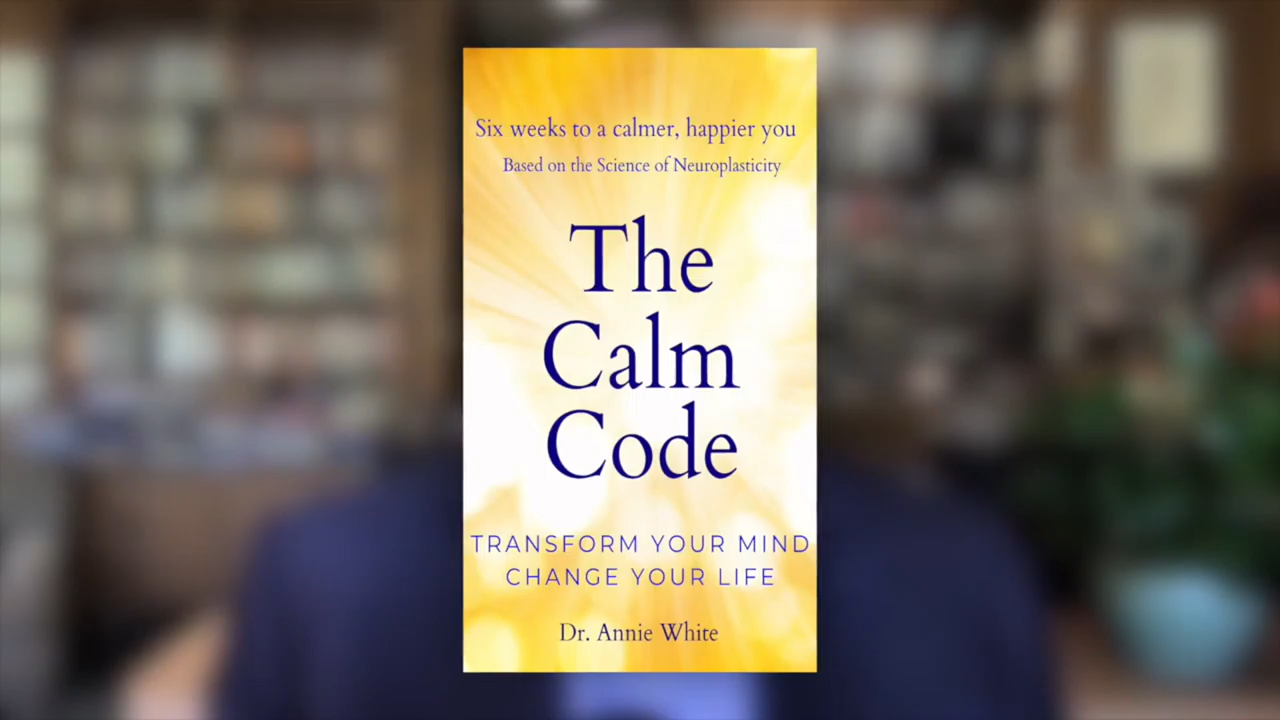 Six weeks to a calmer, happier you
Based on the Science of Neuroplasticity
The
Calm
Code
TRANSFORM YOUR MIND
CHANGE YOUR LIFE
Dr. Annie White